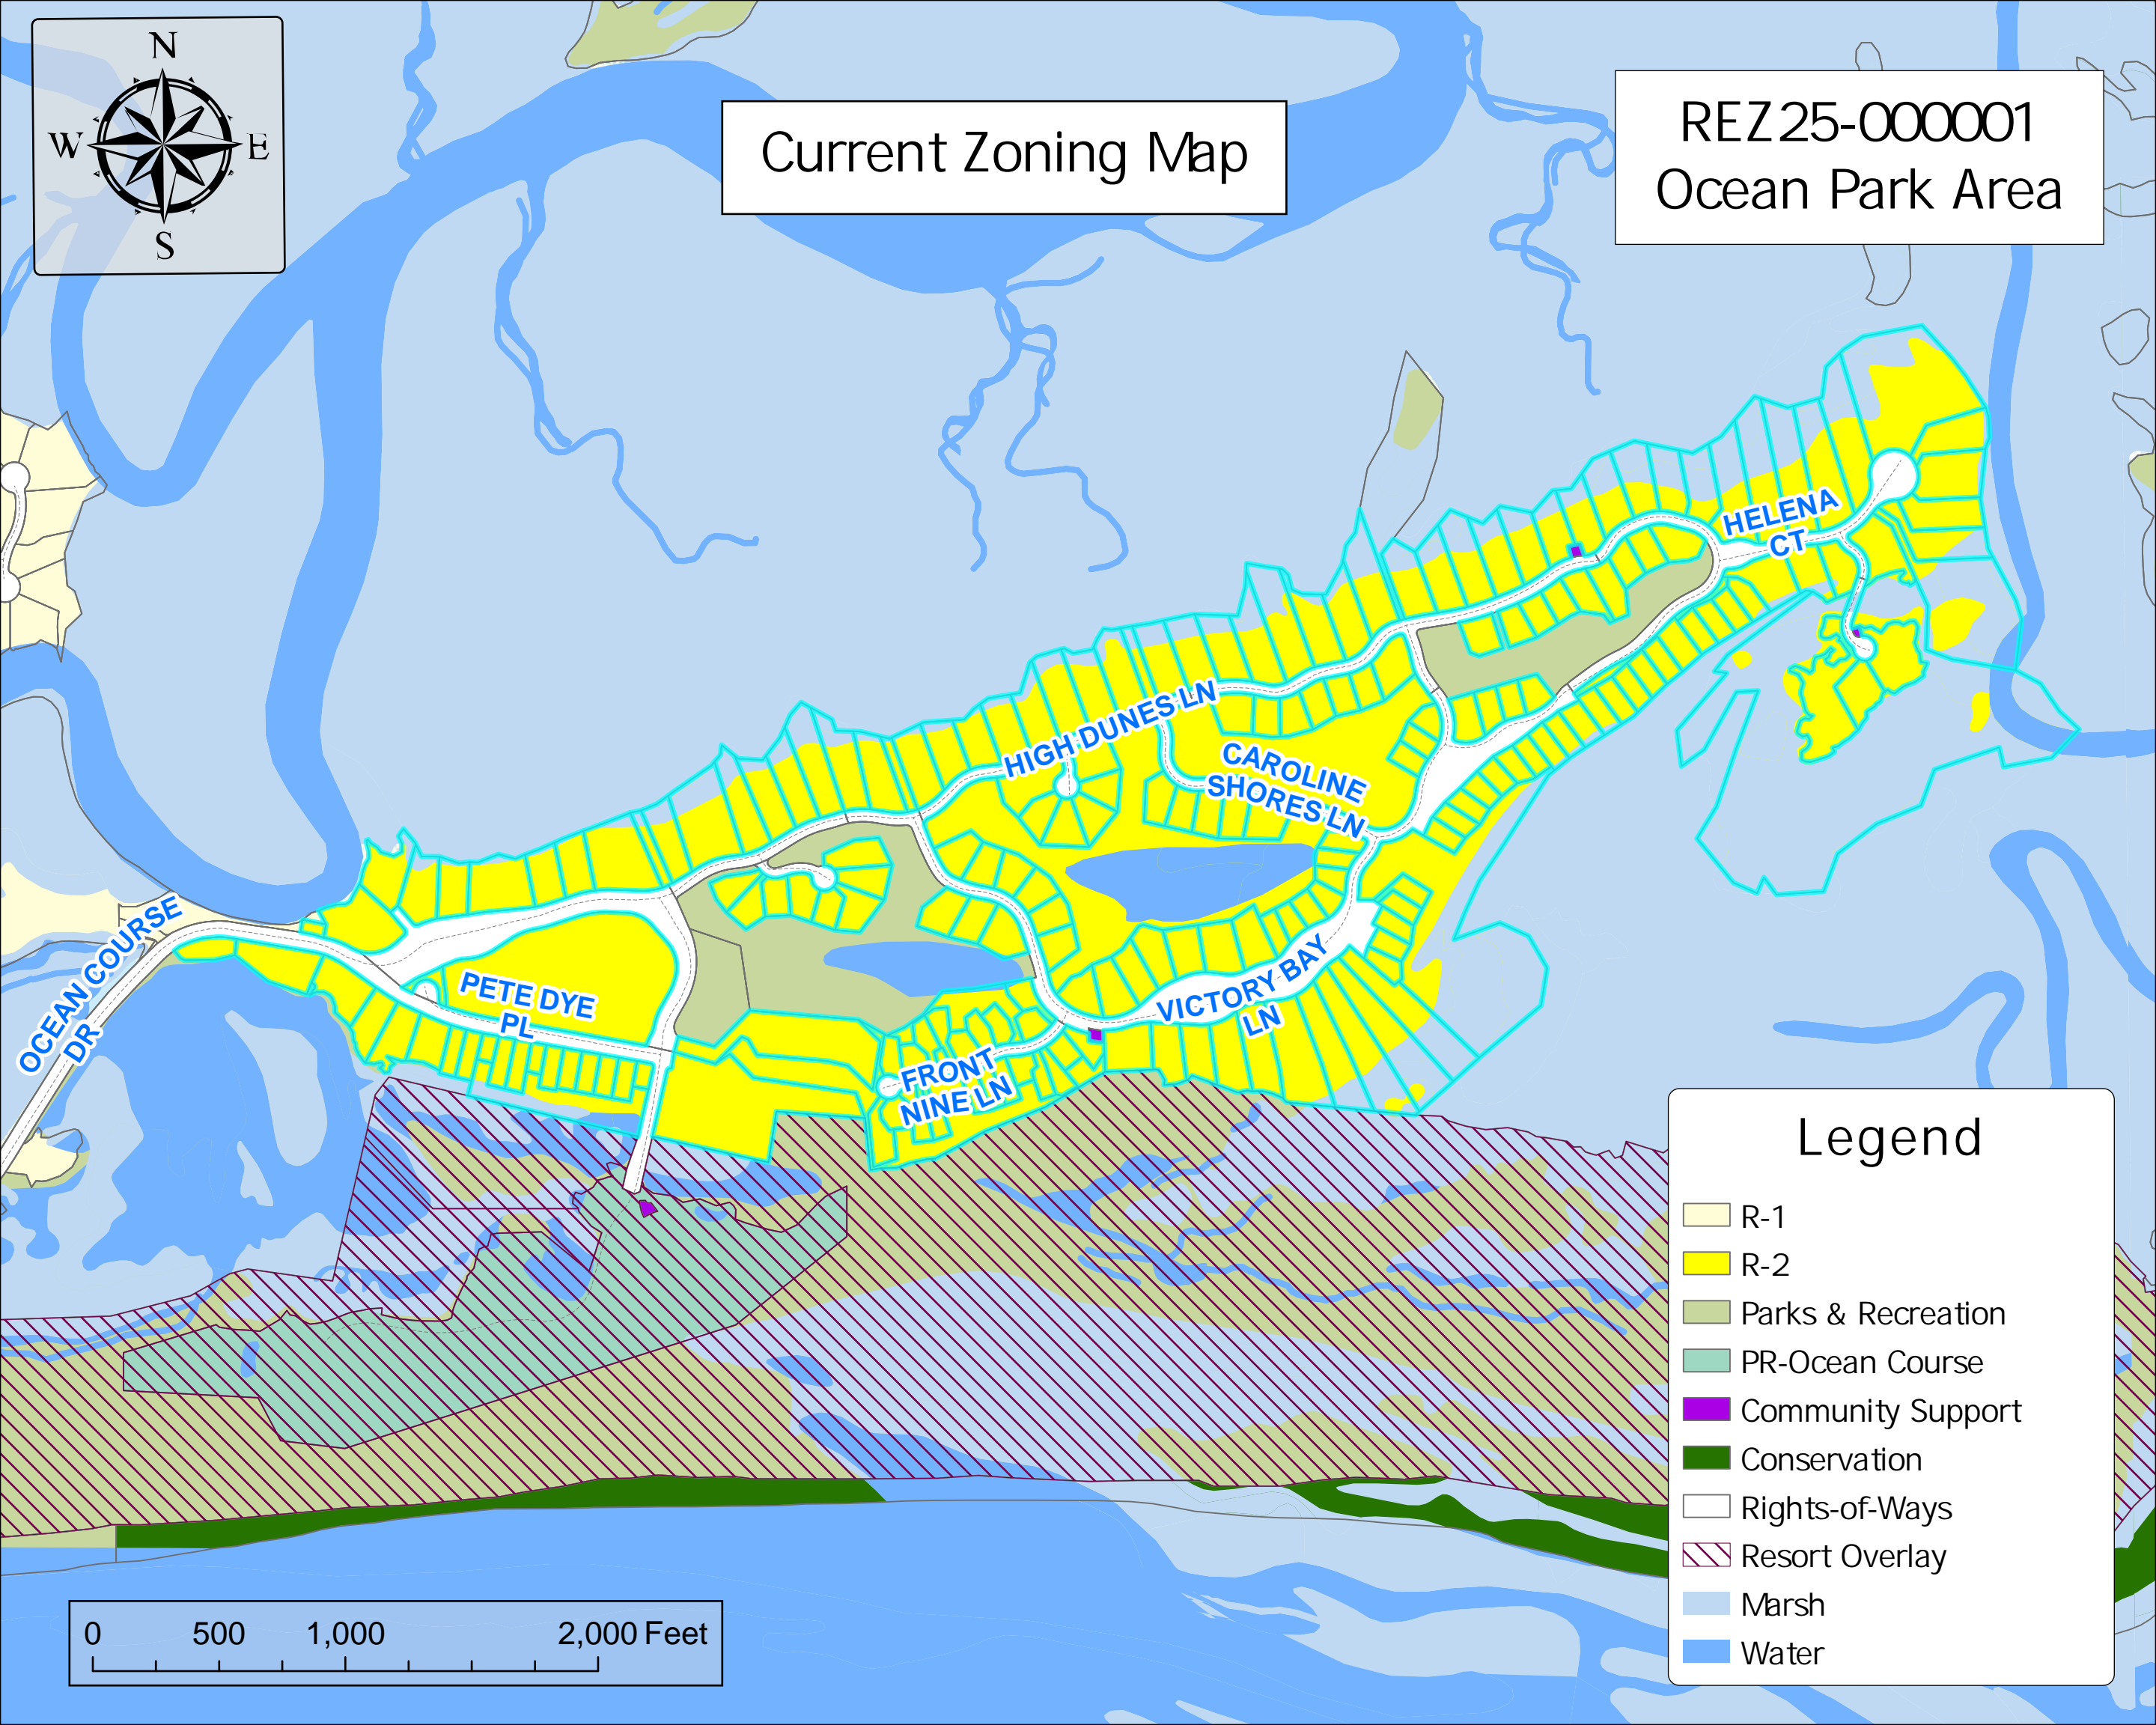 N
W E
S
Current Zoning Map
REZ25-000001
Ocean Park Area
HELENA
CT
HIGH DUNES LN
CAROLINE
SHORES LN
OCEAN COURSE
DR
PETE DYE
PL
VICTORY BAY
LN
FRONT
NINE LN
Legend
R-1
R-2
Parks & Recreation
PR-Ocean Course
Community Support
Conservation
Rights-of-Ways
Resort Overlay
Marsh
Water
0 500 1,000 2,000 Feet